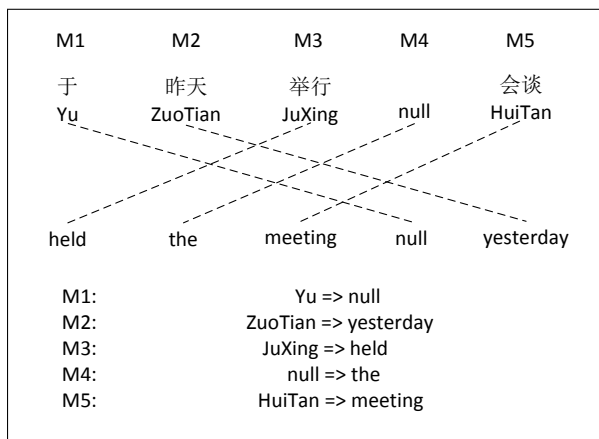 M1 M2 M3 M4 M5
于 昨天 举行 会谈
Yu ZuoTian JuXing null HuiTan
held the meeting null yesterday
M1: Yu => null
M2: ZuoTian => yesterday
M3: JuXing => held
M4: null => the
M5: HuiTan => meeting